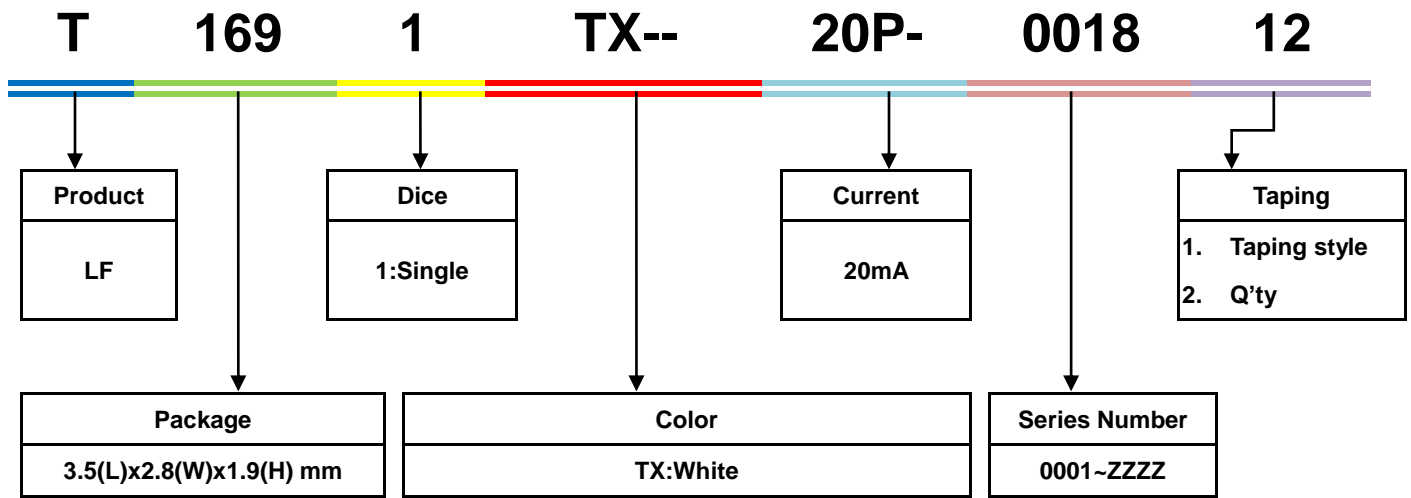 T 169 1 TX-- 20P- 0018 12
Product
LF
Dice
1:Single
Current
20mA
Taping
1. Taping style
2. Q’ty
Package
3.5(L)x2.8(W)x1.9(H) mm
Color
TX:White
Series Number
0001~ZZZZ